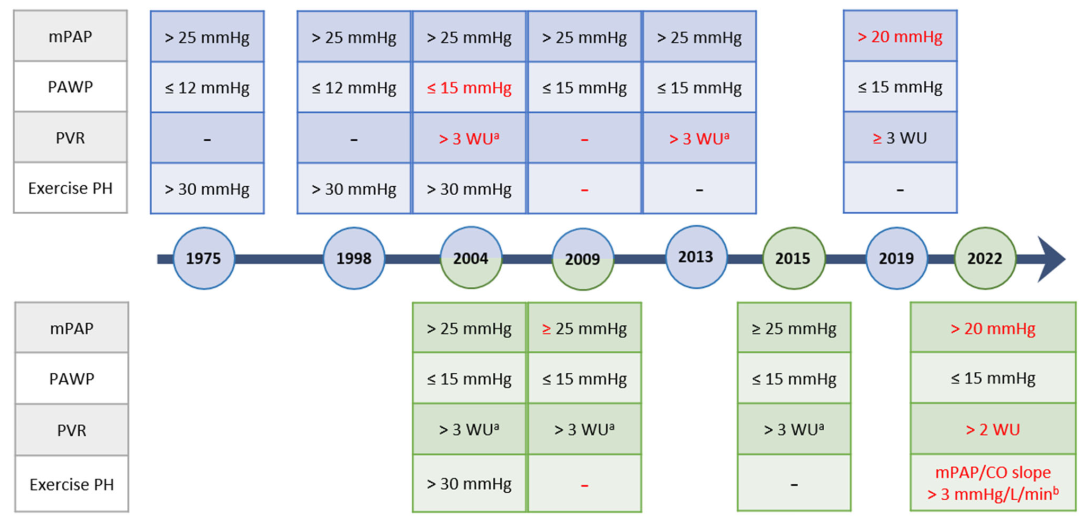 mPAP > 25 mmHg > 25 mmHg > 25 mmHg > 25 mmHg > 25 mmHg > 20 mmHg
PAWP ≤ 12 mmHg ≤ 12 mmHg ≤ 15 mmHg ≤ 15 mmHg ≤ 15 mmHg ≤ 15 mmHg
PVR – – > 3 WUᵃ – > 3 WUᵃ ≥ 3 WU
Exercise PH > 30 mmHg > 30 mmHg > 30 mmHg – – –
1975 1998 2004 2009 2013 2015 2019 2022
mPAP > 25 mmHg ≥ 25 mmHg ≥ 25 mmHg > 20 mmHg
PAWP ≤ 15 mmHg ≤ 15 mmHg ≤ 15 mmHg ≤ 15 mmHg
PVR > 3 WUᵃ > 3 WUᵃ > 3 WUᵃ > 2 WU
Exercise PH > 30 mmHg – – mPAP/CO slope
> 3 mmHg/L/minᵇ